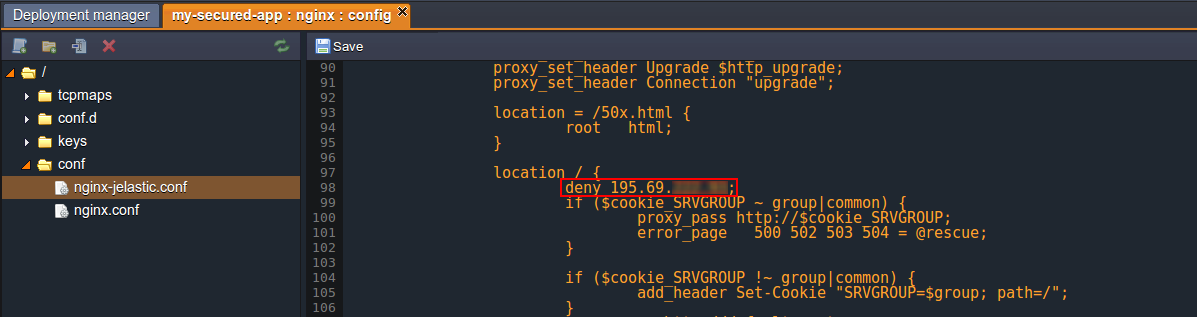 Deployment manager
my-secured-app : nginx : config
Save
/
tcpmaps
conf.d
keys
conf
nginx-jelastic.conf
nginx.conf
90 proxy_set_header Upgrade $http_upgrade;
91 proxy_set_header Connection "upgrade";
92
93 location = /50x.html {
94 root html;
95 }
96
97 location / {
98 deny 195.69. ;
99 if ($cookie_SRVGROUP ~ group|common) {
100 proxy_pass http://$cookie_SRVGROUP;
101 error_page 500 502 503 504 = @rescue;
102 }
103
104 if ($cookie_SRVGROUP !~ group|common) {
105 add_header Set-Cookie "SRVGROUP=$group; path=/";
106 }